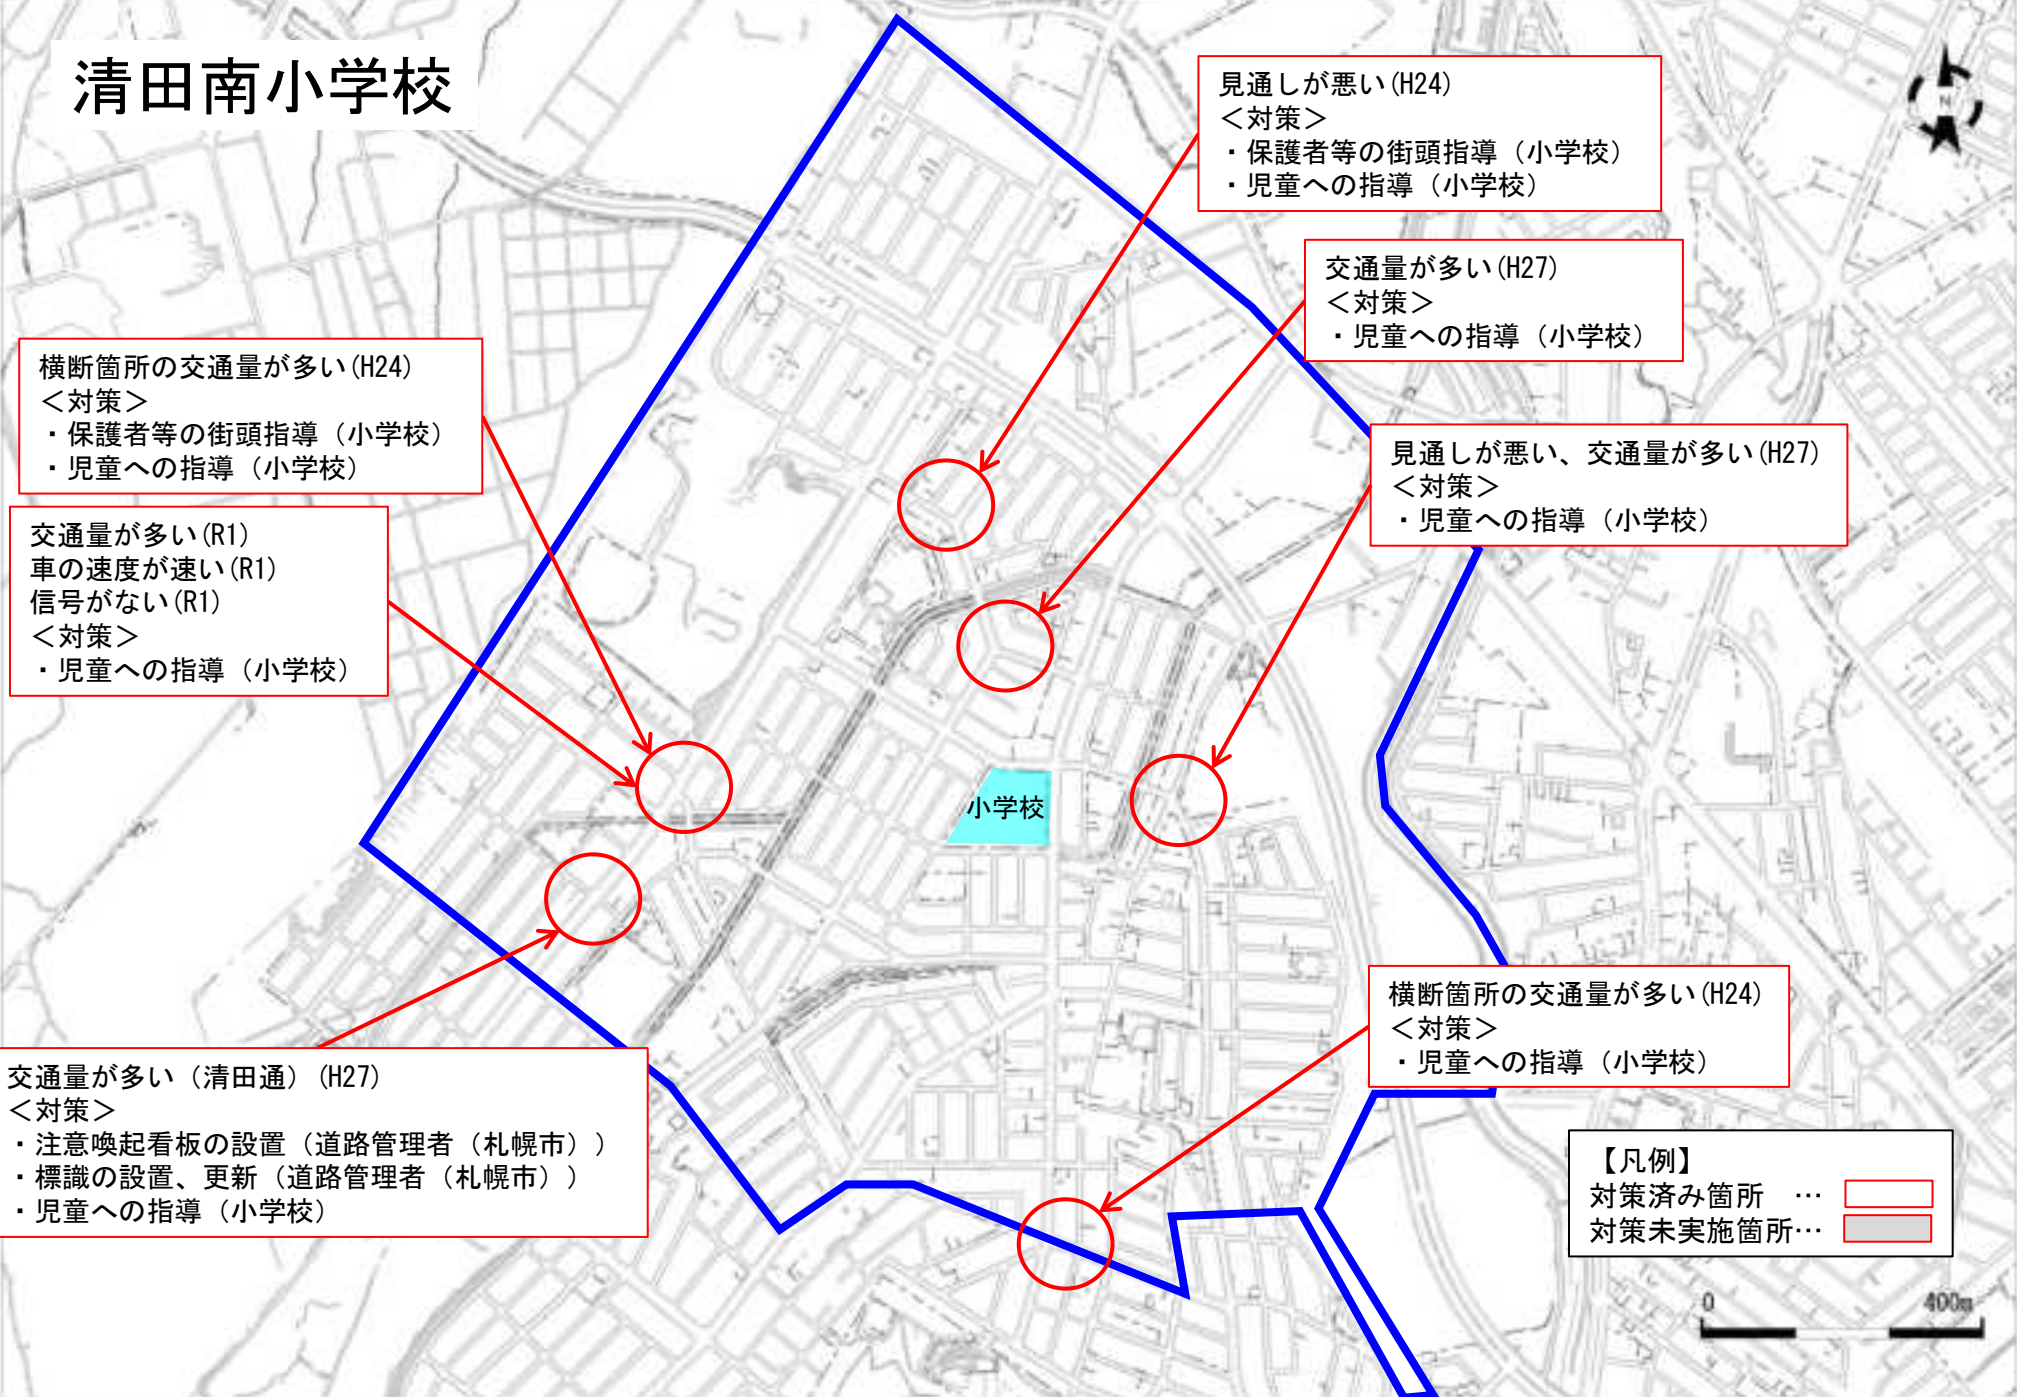 清田南小学校
見通しが悪い(H24)
＜対策＞
・保護者等の街頭指導（小学校）
・児童への指導（小学校）
N
交通量が多い(H27)
＜対策＞
・児童への指導（小学校）
横断箇所の交通量が多い(H24)
＜対策＞
・保護者等の街頭指導（小学校）
・児童への指導（小学校）
見通しが悪い、交通量が多い(H27)
＜対策＞
・児童への指導（小学校）
交通量が多い(R1)
車の速度が速い(R1)
信号がない(R1)
＜対策＞
・児童への指導（小学校）
小学校
横断箇所の交通量が多い(H24)
＜対策＞
・児童への指導（小学校）
交通量が多い（清田通）(H27)
＜対策＞
・注意喚起看板の設置（道路管理者（札幌市））
・標識の設置、更新（道路管理者（札幌市））
・児童への指導（小学校）
【凡例】
対策済み箇所　…
対策未実施箇所…
0 400m